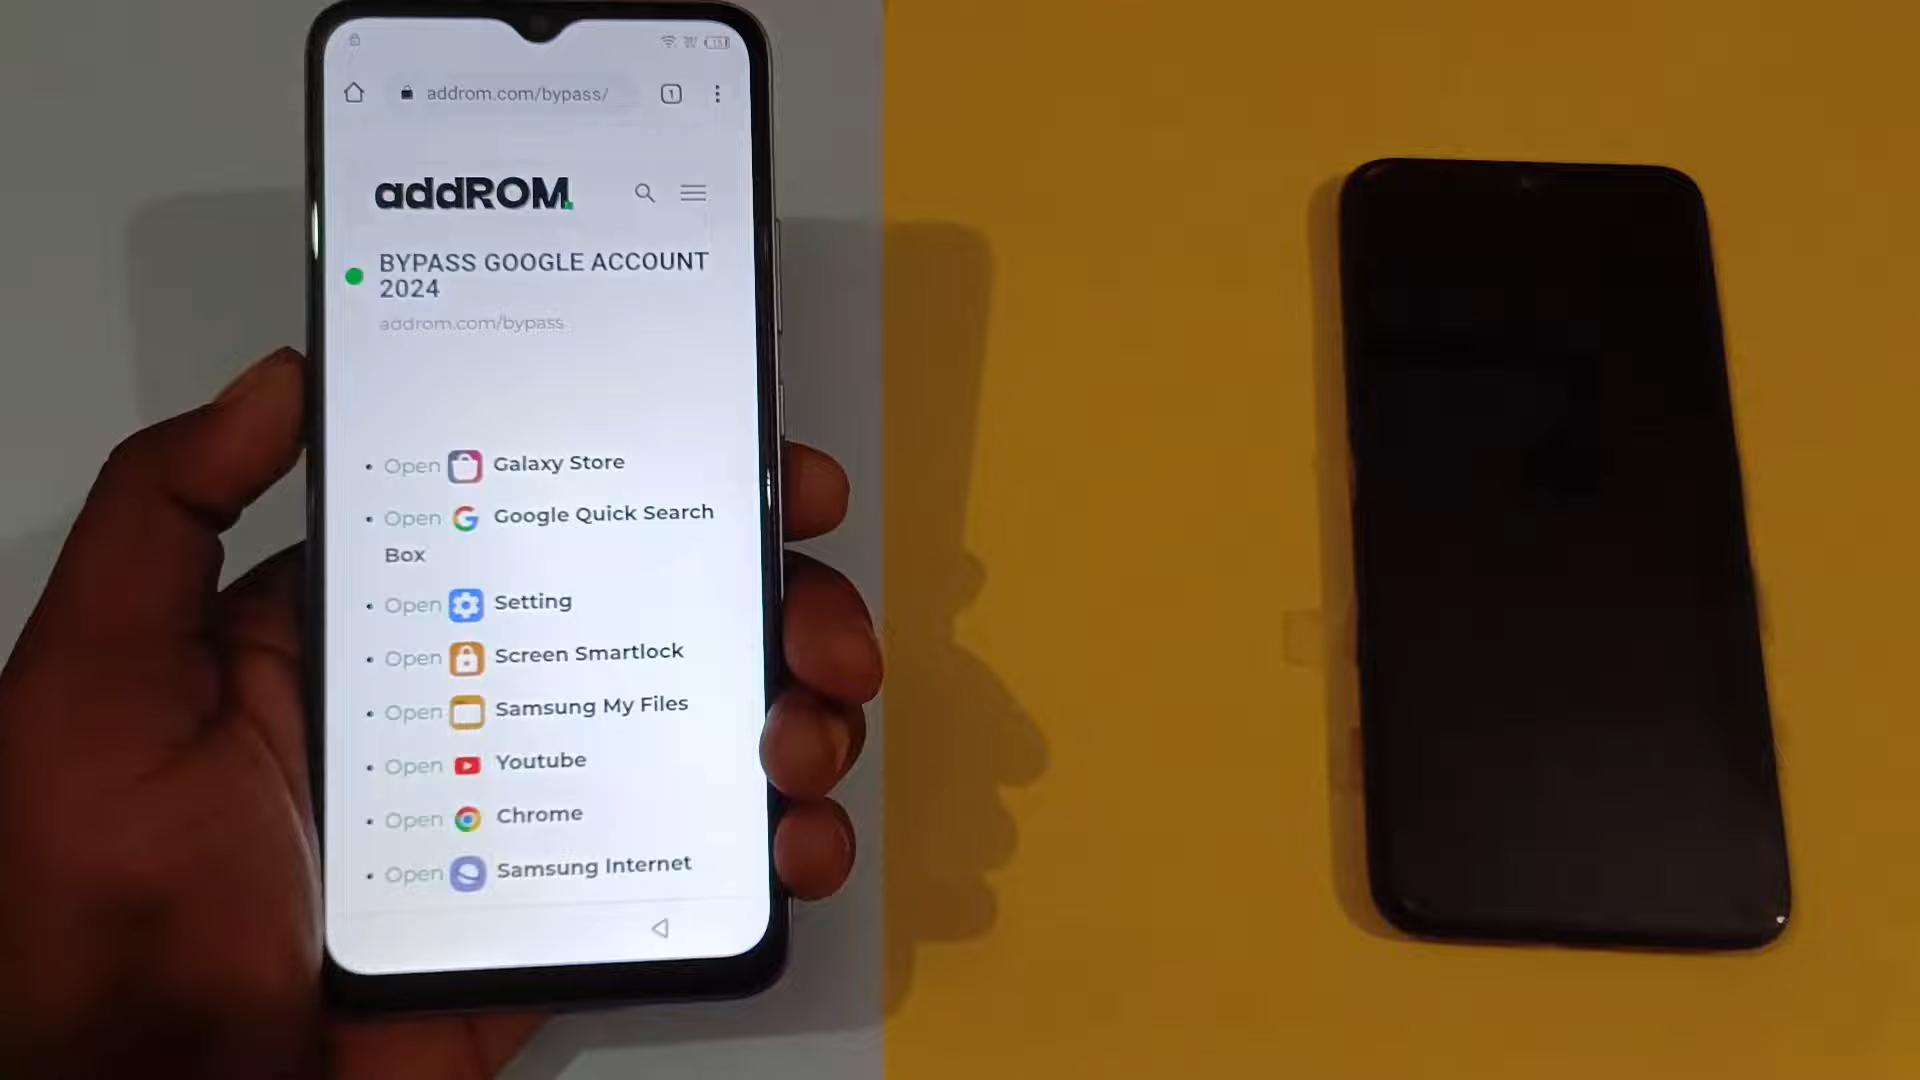 addrom.com/bypass/
1
addROM.
BYPASS GOOGLE ACCOUNT
2024
addrom.com/bypass
• Open Galaxy Store
• Open Google Quick Search
Box
• Open Setting
• Open Screen Smartlock
• Open Samsung My Files
• Open Youtube
• Open Chrome
• Open Samsung Internet